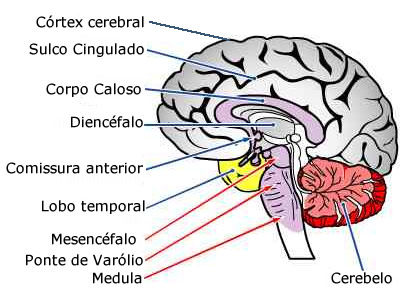 Córtex cerebral
Sulco Cingulado
Corpo Caloso
Diencéfalo
Comissura anterior
Lobo temporal
Mesencéfalo
Ponte de Varólio
Medula
Cerebelo